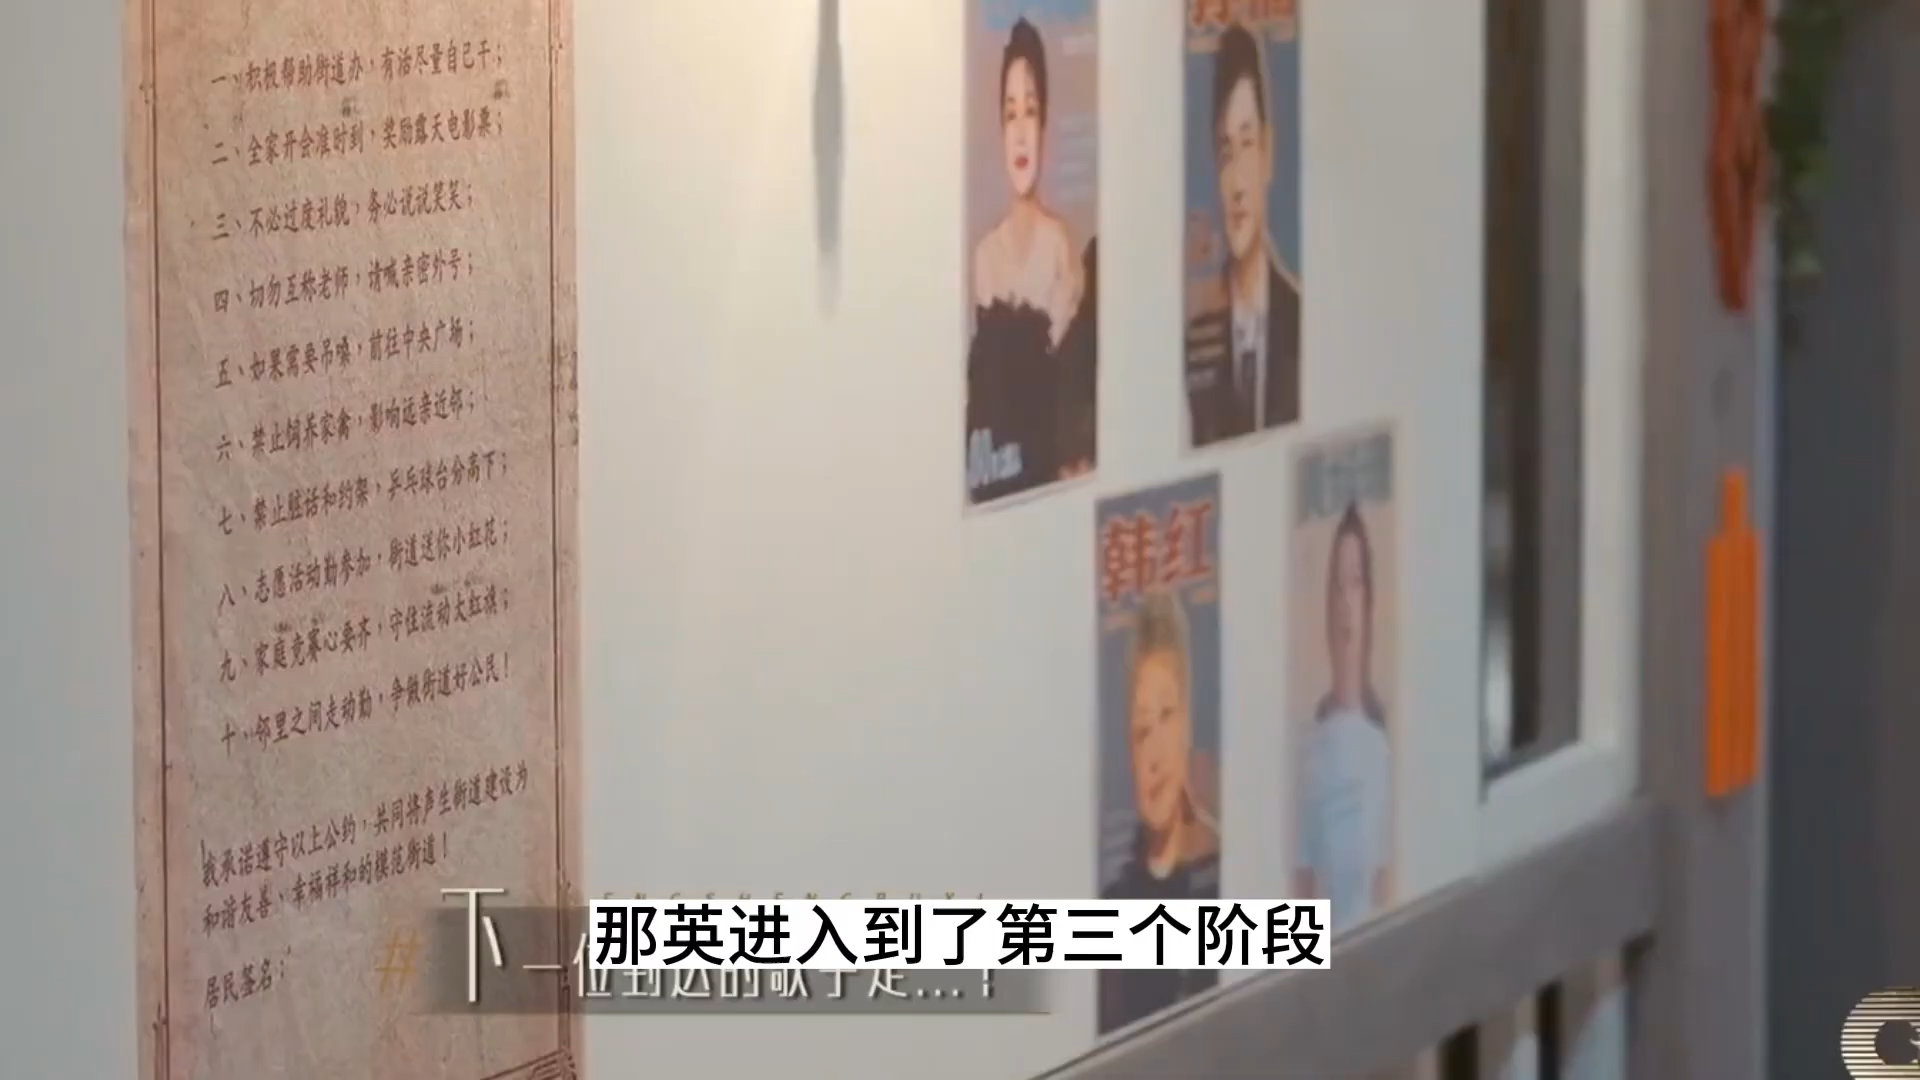 一、积极帮助街道办，有活尽量自己干；
二、全家开会准时到，奖励露天电影票；
三、不必过度礼貌，务必说说笑笑；
四、切勿互称老师，请喊亲密外号；
五、如果需要吊嗓，前往中央广场；
六、禁止饲养家禽，影响远亲近邻；
七、禁止脏话和约架，乒乓球台分高下；
八、志愿活动勤参加，街道送你小红花；
九、家庭竞赛心要齐，守住流动大红旗；
十、邻里之间走动勤，争做街道好公民！
我承诺遵守以上公约，共同将声生街道建设为
和谐友善、幸福祥和的模范街道！
居民签名：
韩红
#下一位到达的歌手是...！
那英进入到了第三个阶段